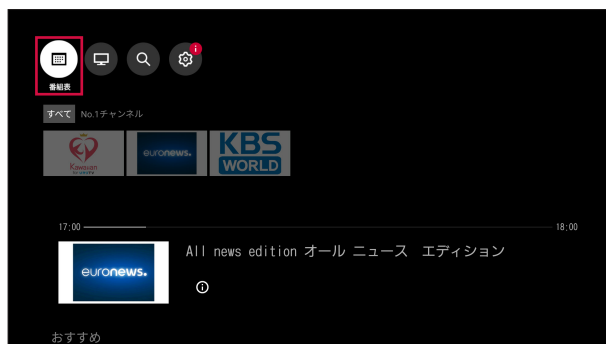 i
番組表
すべて No.1チャンネル
Kawasan
euronews.
KBS
WORLD
17:00
18:00
All news edition オール ニュース エディション
euronews.
おすすめ